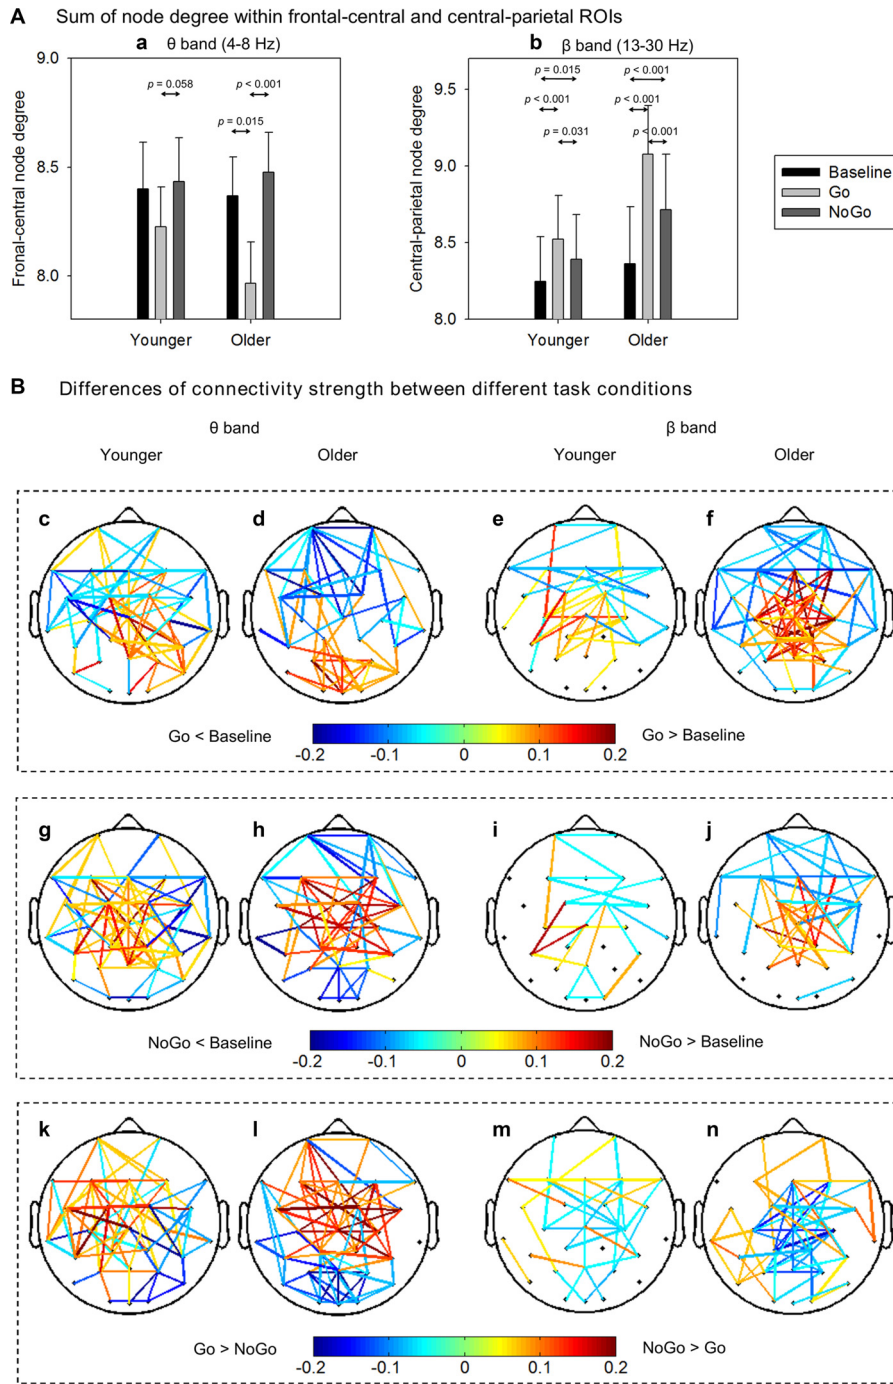 A Sum of node degree within frontal-central and central-parietal ROIs
a θ band (4-8 Hz)
Fronal-central node degree
9.0
8.5
8.0
p = 0.058
p < 0.001
p = 0.015
Younger Older
b β band (13-30 Hz)
Central-parietal node degree
9.5
9.0
8.5
8.0
p = 0.015
p < 0.001
p < 0.001
p < 0.001
p = 0.031
p < 0.001
Younger Older
Baseline
Go
NoGo
B Differences of connectivity strength between different task conditions
θ band β band
Younger Older Younger Older
c d e f
Go < Baseline Go > Baseline
-0.2 -0.1 0 0.1 0.2
g h i j
NoGo < Baseline NoGo > Baseline
-0.2 -0.1 0 0.1 0.2
k l m n
Go > NoGo NoGo > Go
-0.2 -0.1 0 0.1 0.2